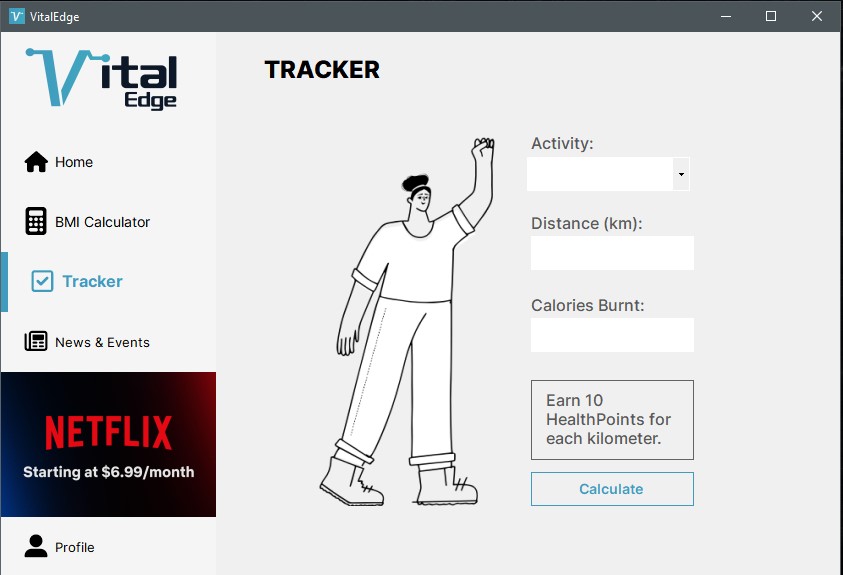 VitalEdge
Vital
Edge
Home
BMI Calculator
Tracker
News & Events
NETFLIX
Starting at $6.99/month
Profile
TRACKER
Activity:
Distance (km):
Calories Burnt:
Earn 10
HealthPoints for
each kilometer.
Calculate